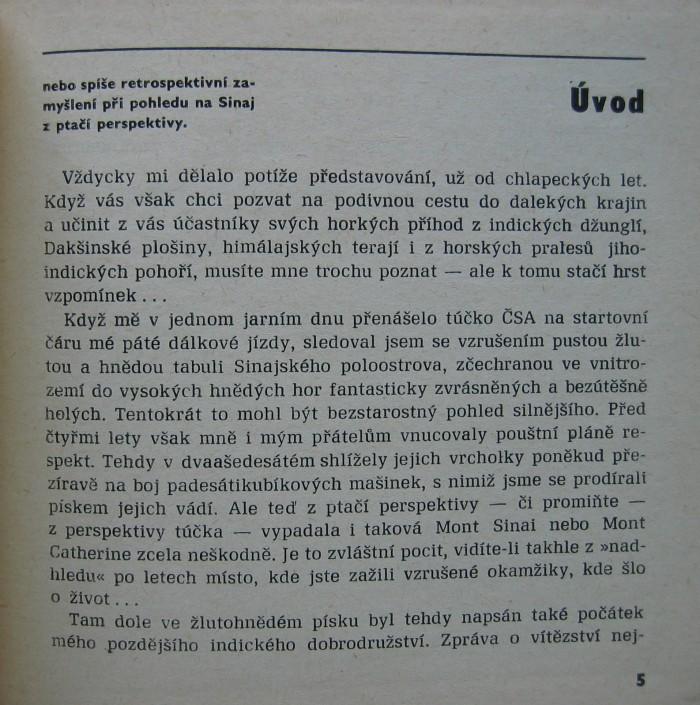 nebo spíše retrospektivní za-
myšlení při pohledu na Sinaj
z ptačí perspektivy.
Úvod
Vždycky mi dělalo potíže představování, už od chlapeckých let.
Když vás však chci pozvat na podivnou cestu do dalekých krajin
a učinit z vás účastníky svých horkých příhod z indických džunglí,
Dakšinské plošiny, himálajských terají i z horských pralesů jiho-
indických pohoří, musíte mne trochu poznat — ale k tomu stačí hrst
vzpomínek . . .
Když mě v jednom jarním dnu přenášelo túčko ČSA na startovní
čáru mé páté dálkové jízdy, sledoval jsem se vzrušením pustou žlu-
tou a hnědou tabuli Sinajského poloostrova, zčechranou ve vnitro-
zemí do vysokých hnědých hor fantasticky zvrásněných a bezútěšně
holých. Tentokrát to mohl být bezstarostný pohled silnějšího. Před
čtyřmi lety však mně i mým přátelům vnucovaly pouštní pláně re-
spekt. Tehdy v dvaašedesátém shlížely jejich vrcholky poněkud pře-
zíravě na boj padesátikubíkových mašinek, s nimiž jsme se prodírali
pískem jejich vádí. Ale teď z ptačí perspektivy — či promiňte —
z perspektivy túčka — vypadala i taková Mont Sinai nebo Mont
Catherine zcela neškodně. Je to zvláštní pocit, vidíte-li takhle z »nad-
hledu« po letech místo, kde jste zažili vzrušené okamžiky, kde šlo
o život . . .
Tam dole ve žlutohnědém písku byl tehdy napsán také počátek
mého pozdějšího indického dobrodružství. Zpráva o vítězství nej-
5